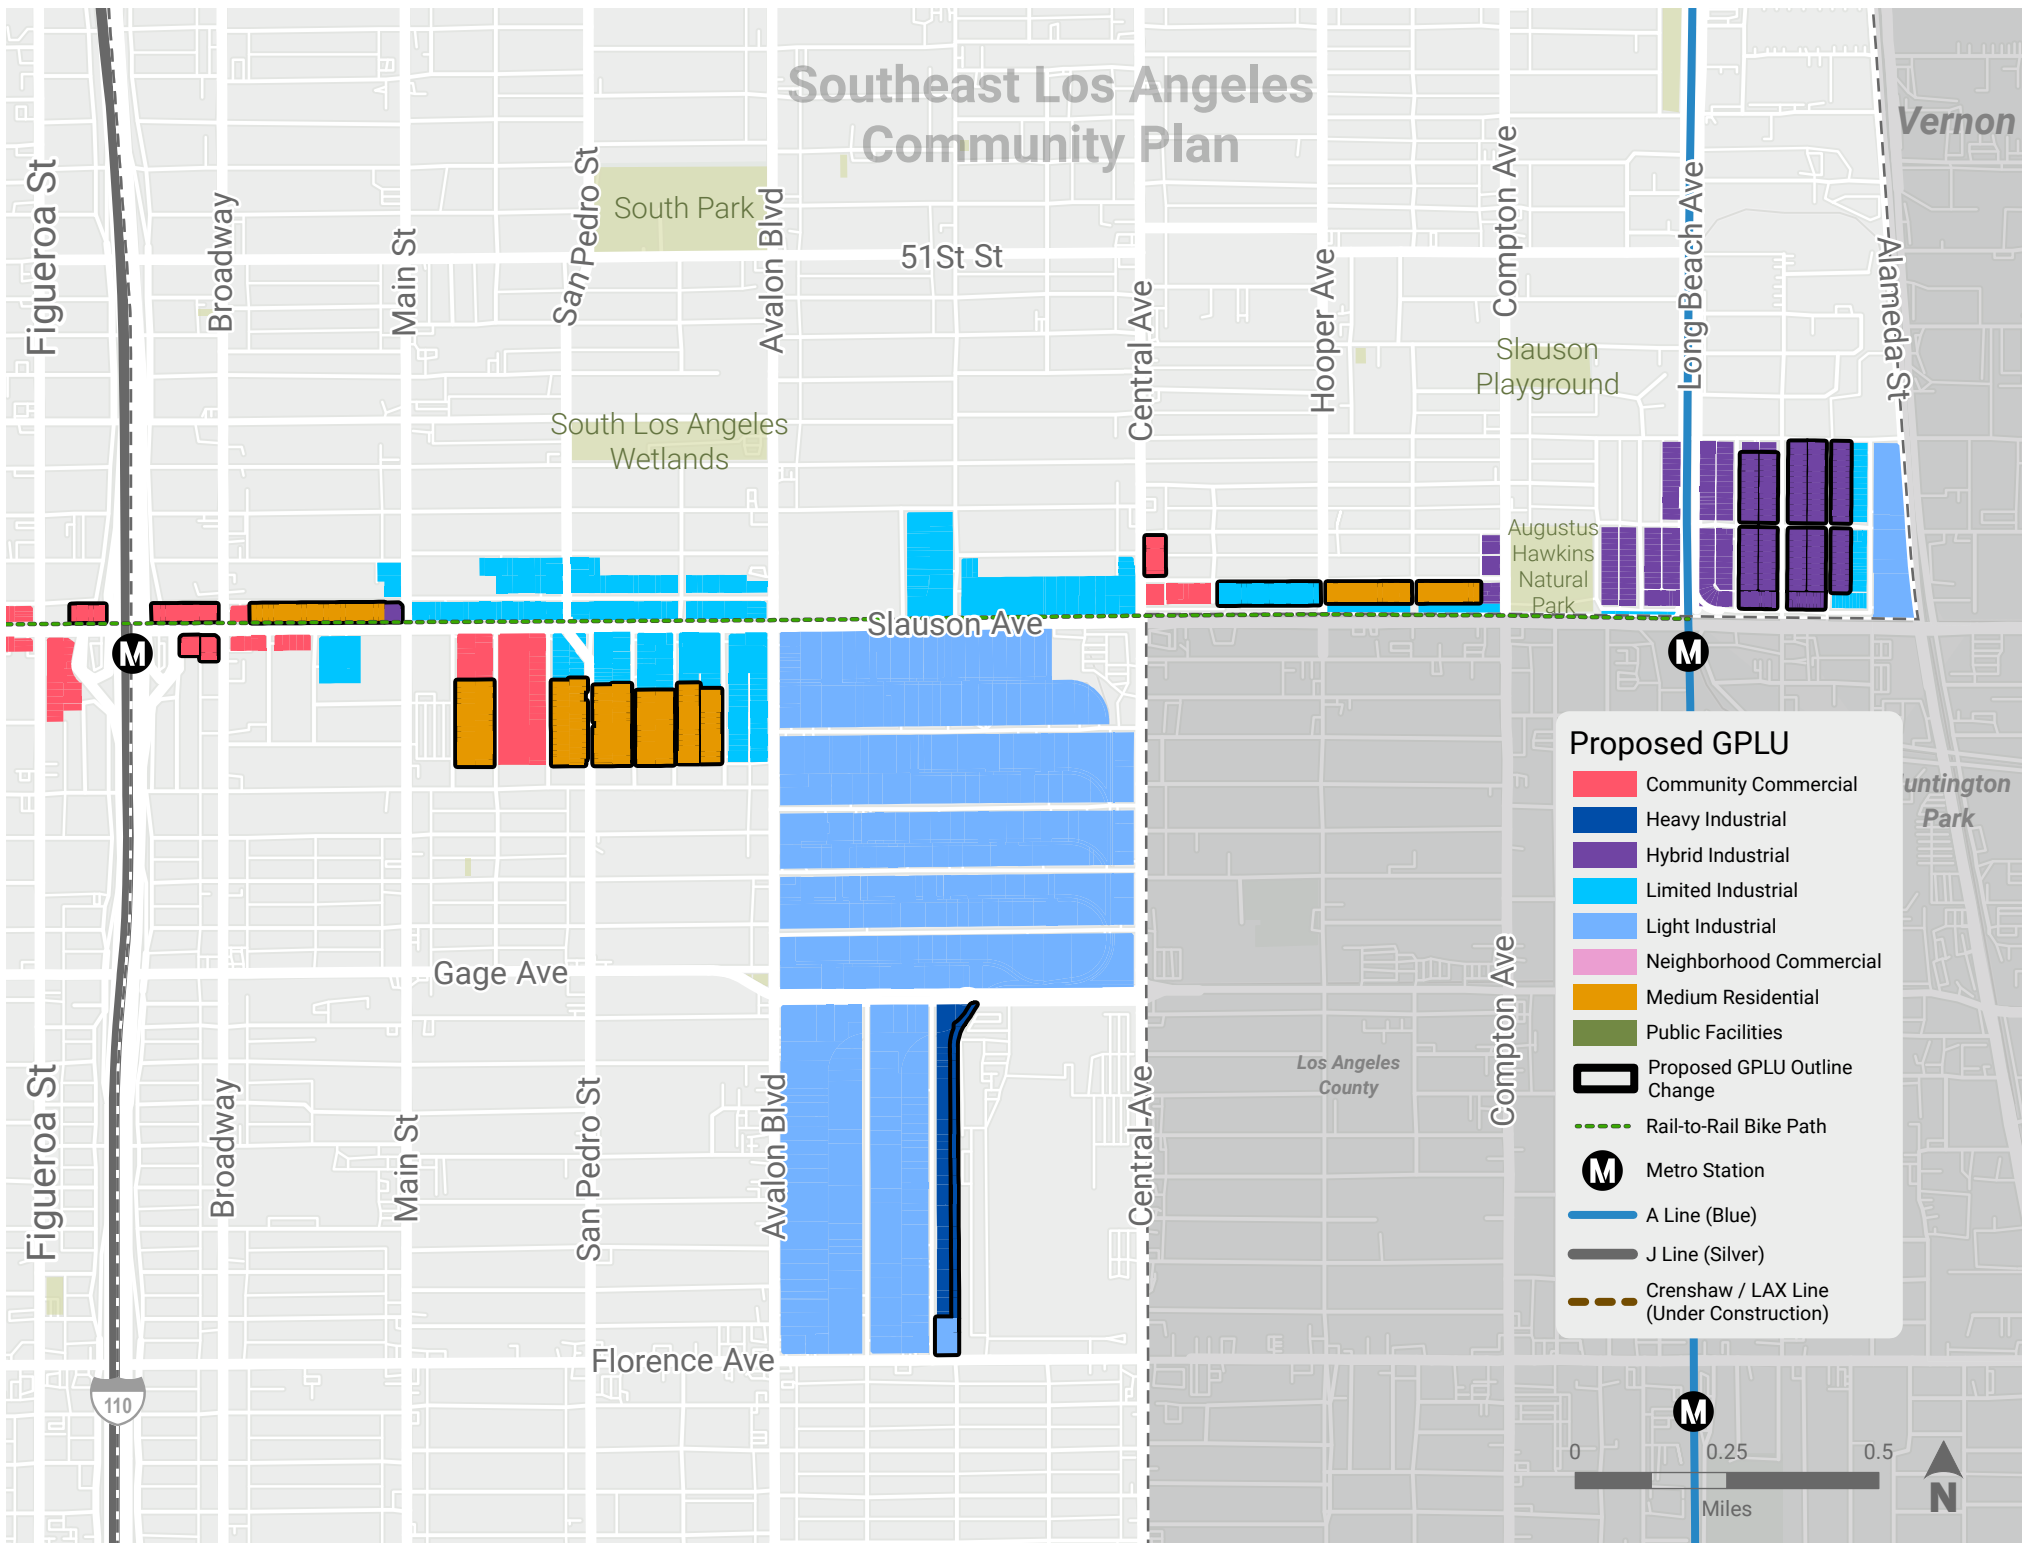 Southeast Los Angeles
Community Plan
Vernon
Figueroa St
Broadway
Main St
San Pedro St
South Park
Avalon Blvd
51St St
Central Ave
Hooper Ave
Compton Ave
Long Beach Ave
Alameda St
Slauson
Playground
South Los Angeles
Wetlands
Augustus
Hawkins
Natural
Park
Slauson Ave
M
M
Proposed GPLU
Community Commercial
Heavy Industrial
Hybrid Industrial
Limited Industrial
Light Industrial
Neighborhood Commercial
Medium Residential
Public Facilities
Proposed GPLU Outline
Change
Rail-to-Rail Bike Path
M
Metro Station
A Line (Blue)
J Line (Silver)
Crenshaw / LAX Line
(Under Construction)
untington
Park
Gage Ave
Los Angeles
County
Compton Ave
Figueroa St
Broadway
Main St
San Pedro St
Avalon Blvd
Central Ave
Florence Ave
110
M
0 0.25 0.5
Miles
N